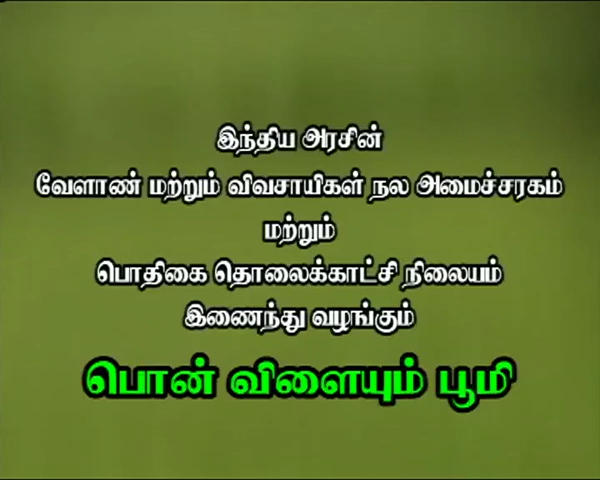 இந்திய அரசின்
வேளாண் மற்றும் விவசாயிகள் நல அமைச்சரகம்
மற்றும்
பொதிகை தொலைக்காட்சி நிலையம்
இணைந்து வழங்கும்
பொன் விளையும் பூமி